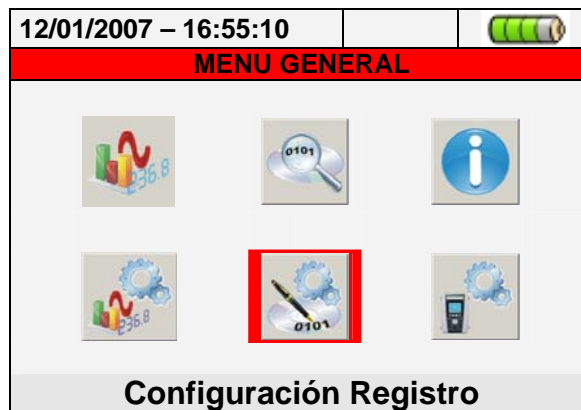 12/01/2007 – 16:55:10
MENU GENERAL
236.8
0101
236.8
0101
Configuración Registro